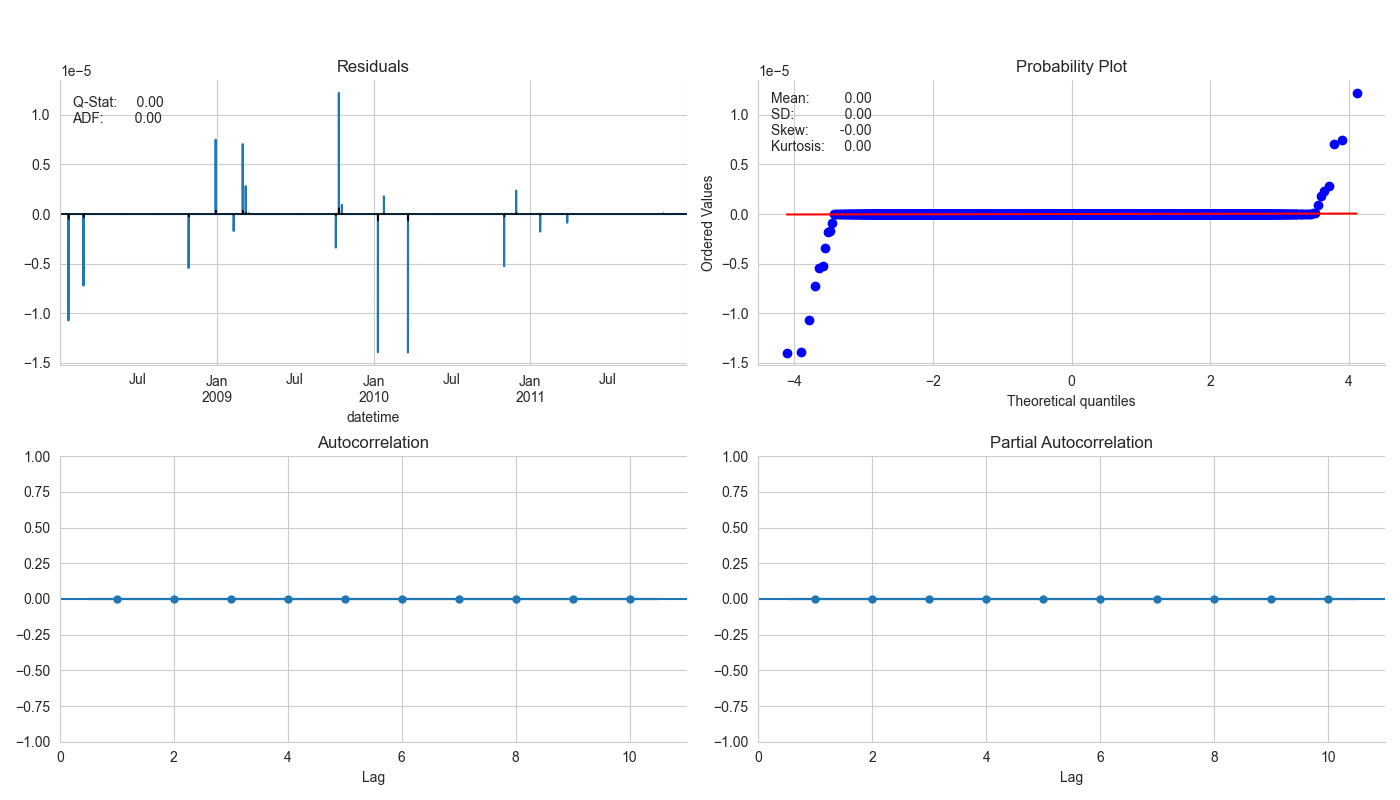 Residuals
1e−5
Q-Stat: 0.00
ADF: 0.00
1.0
0.5
0.0
−0.5
−1.0
−1.5
Jul
Jan
2009
Jul
Jan
2010
Jul
Jan
2011
Jul
datetime
Probability Plot
1e−5
Mean: 0.00
SD: 0.00
Skew: -0.00
Kurtosis: 0.00
Ordered Values
1.0
0.5
0.0
−0.5
−1.0
−1.5
−4 −2 0 2 4
Theoretical quantiles
Autocorrelation
1.00
0.75
0.50
0.25
0.00
−0.25
−0.50
−0.75
−1.00
0 2 4 6 8 10
Lag
Partial Autocorrelation
1.00
0.75
0.50
0.25
0.00
−0.25
−0.50
−0.75
−1.00
0 2 4 6 8 10
Lag